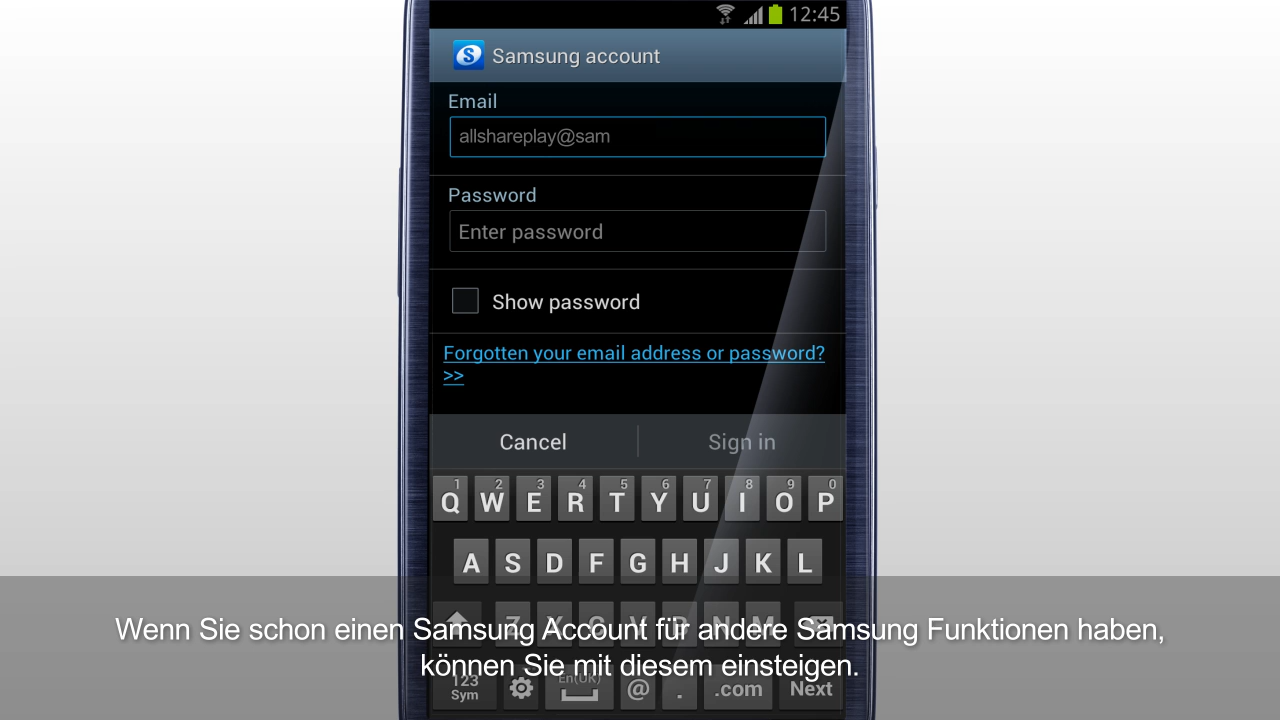 12:45
S Samsung account
Email
allshareplay@sam
Password
Enter password
Show password
Forgotten your email address or password?
>>
Cancel Sign in
1 2 3 4 5 6 7 8 9 0
Q W E R T Y U I O P
A S D F G H J K L
Z X C V B N M
Wenn Sie schon einen Samsung Account für andere Samsung Funktionen haben,
können Sie mit diesem einsteigen.
123 En(UK) @ . .com Next
Sym